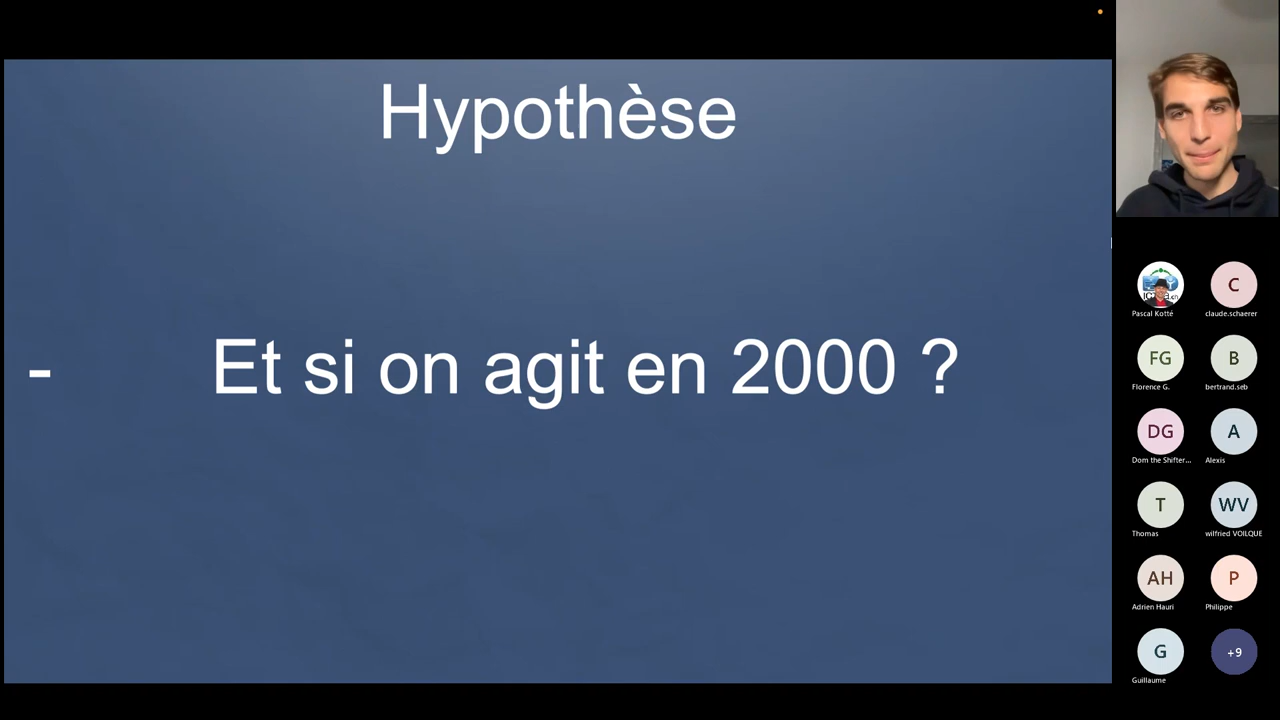 Hypothèse
- Et si on agit en 2000 ?
Pascal Kotté
C
claude.schaerer
FG
Florence G.
B
bertrand.seb
DG
Dom the Shifter...
A
Alexis
T
Thomas
WV
wilfried VOILQUE
AH
Adrien Hauri
P
Philippe
G
Guillaume
+9